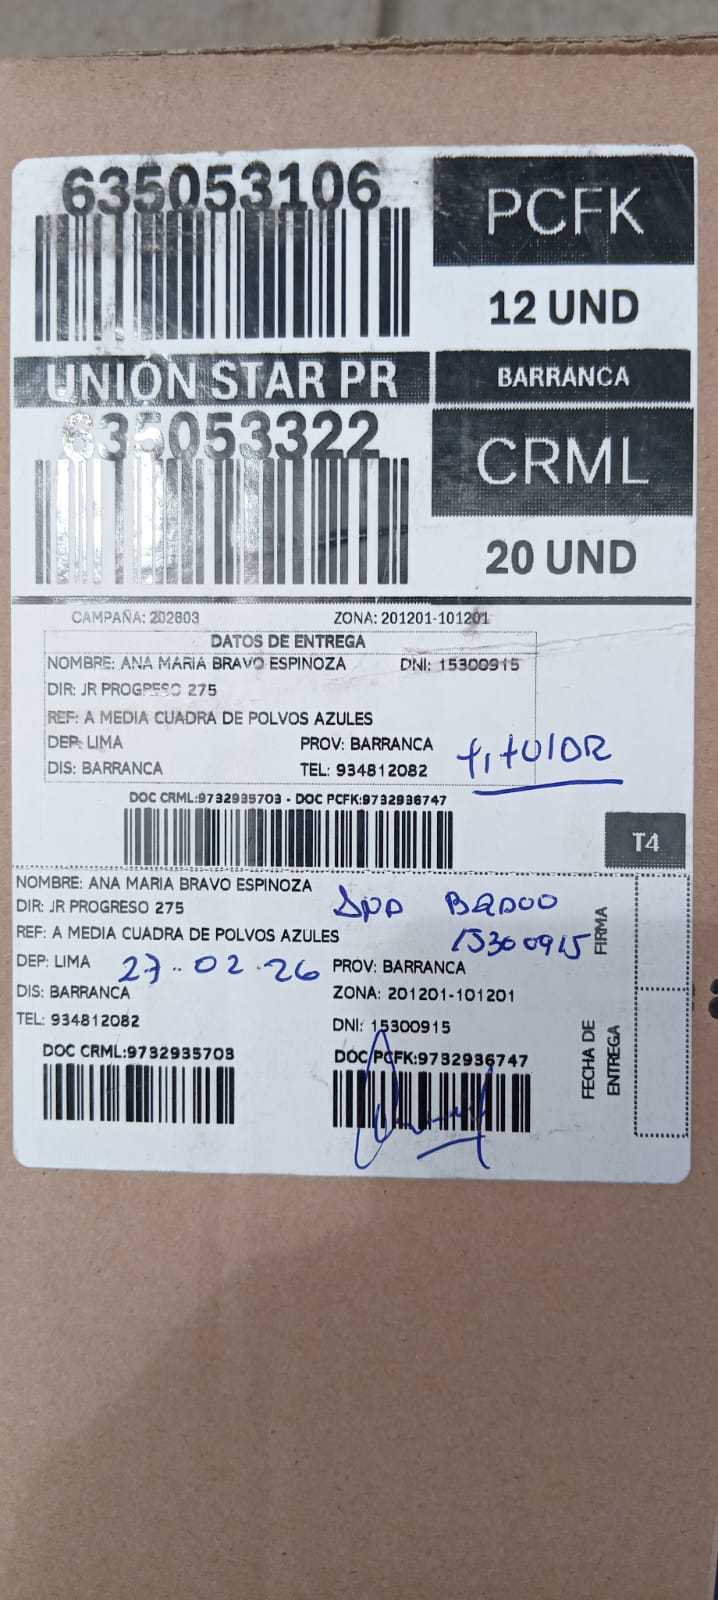 635053106
PCFK
12 UND
UNIÓN STAR PR
BARRANCA
635053322
CRML
20 UND
CAMPAÑA: 202603 ZONA: 201201-101201
DATOS DE ENTREGA
NOMBRE: ANA MARIA BRAVO ESPINOZA DNI: 15300915
DIR: JR PROGRESO 275
REF: A MEDIA CUADRA DE POLVOS AZULES
DEP: LIMA PROV: BARRANCA
DIS: BARRANCA TEL: 934812082
titulor
DOC CRML:9732935703 - DOC PCFK:9732936747
T4
NOMBRE: ANA MARIA BRAVO ESPINOZA
DIR: JR PROGRESO 275
REF: A MEDIA CUADRA DE POLVOS AZULES
15300915
DEP: LIMA 27.02.26 PROV: BARRANCA
DIS: BARRANCA ZONA: 201201-101201
TEL: 934812082 DNI: 15300915
DOC CRML:9732935703 DOC PCFK:9732936747
FIRMA
FECHA DE
ENTREGA